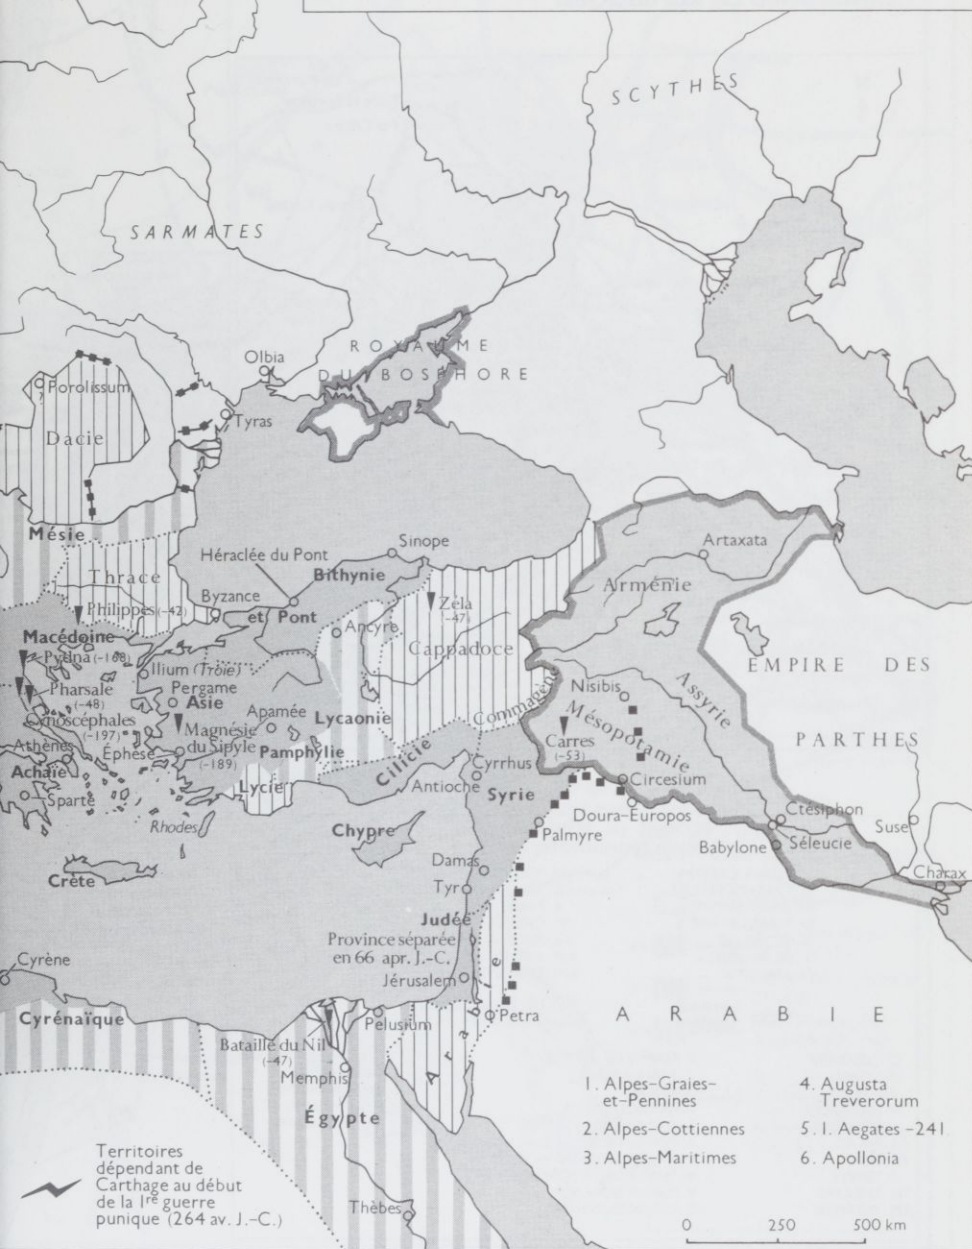 SCYTHES
SARMATES
ROYAUME
DU BOSPHORE
Olbia
Porolissum
Tyras
Dacie
Mésie
Sinope
Héraclée du Pont
Bithynie
et Pont
Thrace
Byzance
Philippes (-42)
Zéla
(-47)
Artaxata
Arménie
Macédoine
Ancyre
Cappadoce
Pydna (-168)
Ilium (Troie)
EMPIRE DES
PARTHES
Pharsale
(-48)
Pergame
Asie
Nisibis
Assyrie
Commagène
Mésopotamie
Cynoscéphales
(-197)
Apamée
Lycaonie
Magnésie
du Sipyle
(-189)
Pamphylie
Cilicie
Carres
(-53)
Athènes
Éphèse
Achaïe
Cyrrhus
Circesium
Lycie
Antioche
Syrie
Sparte
Doura-Europos
Ctésiphon
Suse
Rhodes
Chypre
Palmyre
Babylone
Séleucie
Crète
Damas
Charax
Tyr
Judée
Province séparée
en 66 apr. J.-C.
Cyrène
Jérusalem
Petra
ARABIE
Cyrénaïque
Pelusium
Arabie
Bataille du Nil
(-47)
Memphis
Égypte
Thèbes
Territoires
dépendant de
Carthage au début
de la 1re guerre
punique (264 av. J.-C.)
1. Alpes-Graies-
et-Pennines
2. Alpes-Cottiennes
3. Alpes-Maritimes
4. Augusta
Treverorum
5. I. Aegates -241
6. Apollonia
0 250 500 km